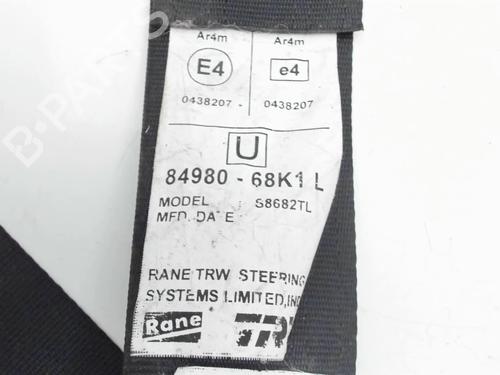 Ar4m Ar4m
E4 e4
0438207 - 0438207
U
84980 - 68K1 L
MODEL S8682TL
MFD. DATE
RANE TRW STEERING
SYSTEMS LIMITED, IND
Rane
B-PARTS